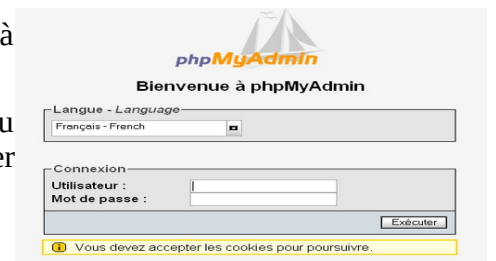 à
phpMyAdmin
Bienvenue à phpMyAdmin
u
Langue - Language
Français - French
er
Connexion
Utilisateur :
Mot de passe :
Exécuter
Vous devez accepter les cookies pour poursuivre.